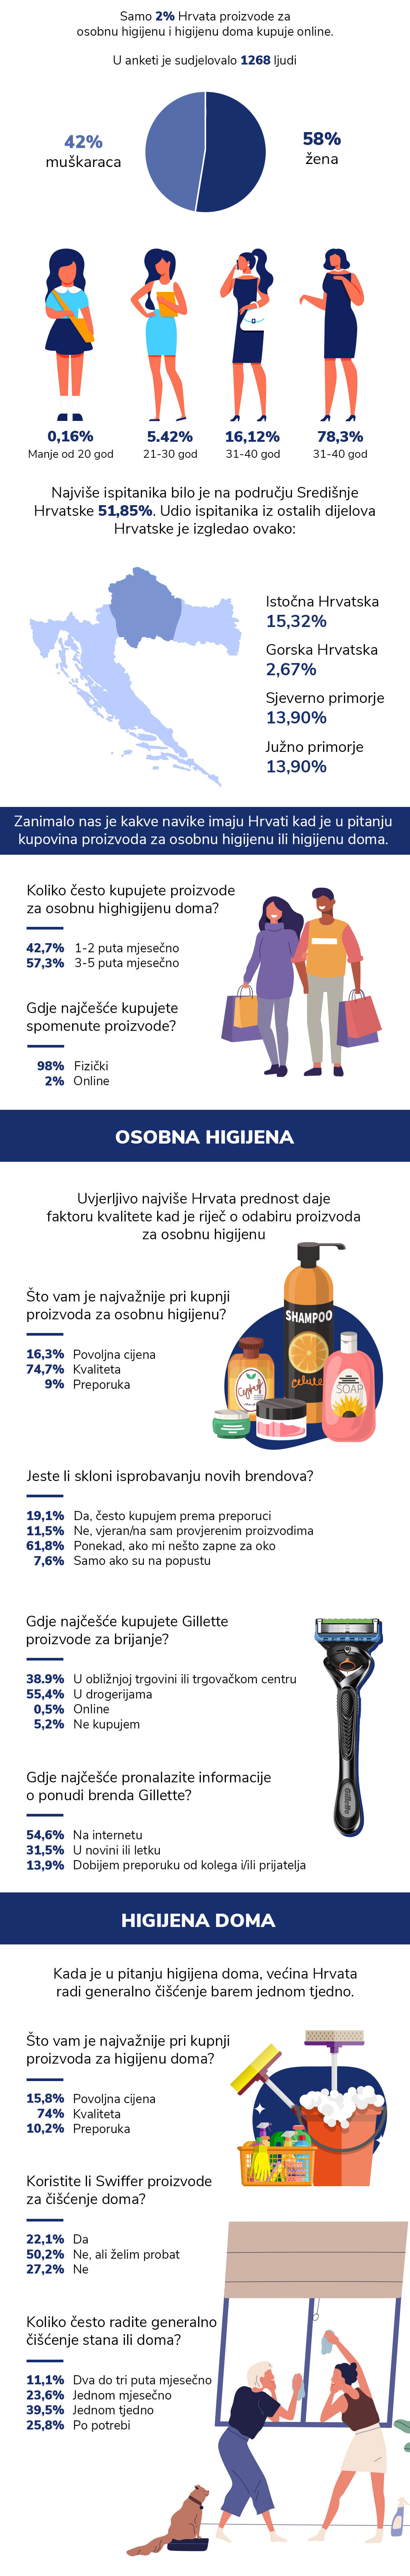 Samo 2% Hrvata proizvode za
osobnu higijenu i higijenu doma kupuje online.
U anketi je sudjelovalo 1268 ljudi
42%
muškaraca
58%
žena
0,16%
Manje od 20 god
5.42%
21-30 god
16,12%
31-40 god
78,3%
31-40 god
Najviše ispitanika bilo je na području Središnje
Hrvatske 51,85%. Udio ispitanika iz ostalih dijelova
Hrvatske je izgledao ovako:
Istočna Hrvatska
15,32%
Gorska Hrvatska
2,67%
Sjeverno primorje
13,90%
Južno primorje
13,90%
Zanimalo nas je kakve navike imaju Hrvati kad je u pitanju
kupovina proizvoda za osobnu higijenu ili higijenu doma.
Koliko često kupujete proizvode
za osobnu highigijenu doma?
42,7% 1-2 puta mjesečno
57,3% 3-5 puta mjesečno
Gdje najčešće kupujete
spomenute proizvode?
98% Fizički
2% Online
OSOBNA HIGIJENA
Uvjerljivo najviše Hrvata prednost daje
faktoru kvalitete kad je riječ o odabiru proizvoda
za osobnu higijenu
Što vam je najvažnije pri kupnji
proizvoda za osobnu higijenu?
16,3% Povoljna cijena
74,7% Kvaliteta
9% Preporuka
SHAMPOO
SOAP
Jeste li skloni isprobavanju novih brendova?
19,1% Da, često kupujem prema preporuci
11,5% Ne, vjeran/na sam provjerenim proizvodima
61,8% Ponekad, ako mi nešto zapne za oko
7,6% Samo ako su na popustu
Gdje najčešće kupujete Gillette
proizvode za brijanje?
38.9% U obližnjoj trgovini ili trgovačkom centru
55,4% U drogerijama
0,5% Online
5,2% Ne kupujem
Gillette
Gdje najčešće pronalazite informacije
o ponudi brenda Gillette?
54,6% Na internetu
31,5% U novini ili letku
13,9% Dobijem preporuku od kolega i/ili prijatelja
HIGIJENA DOMA
Kada je u pitanju higijena doma, većina Hrvata
radi generalno čišćenje barem jednom tjedno.
Što vam je najvažnije pri kupnji
proizvoda za higijenu doma?
15,8% Povoljna cijena
74% Kvaliteta
10,2% Preporuka
Koristite li Swiffer proizvode
za čišćenje doma?
22,1% Da
50,2% Ne, ali želim probat
27,2% Ne
Koliko često radite generalno
čišćenje stana ili doma?
11,1% Dva do tri puta mjesečno
23,6% Jednom mjesečno
39,5% Jednom tjedno
25,8% Po potrebi